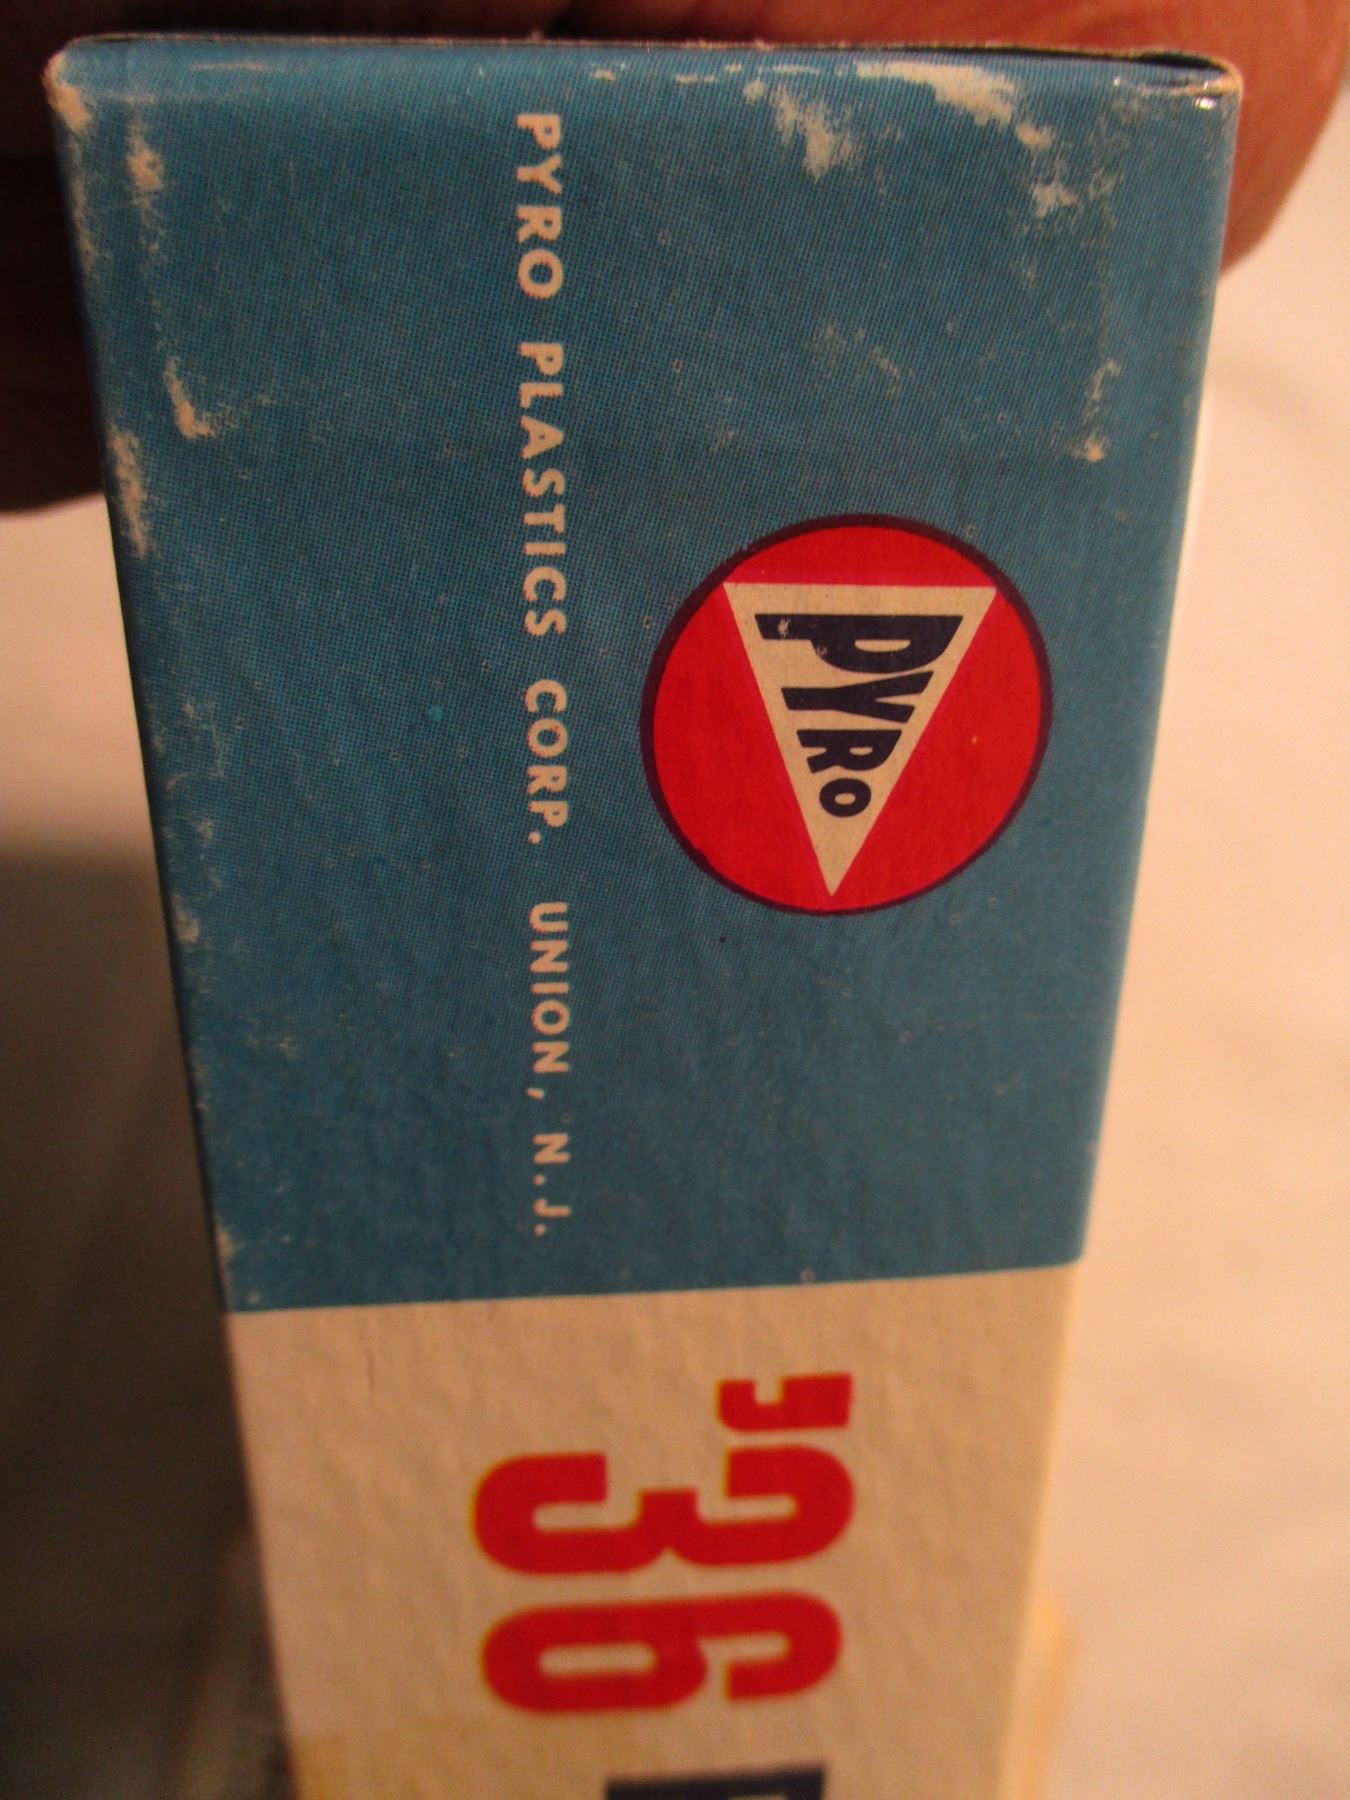 PYRO
PYRO PLASTICS CORP. UNION, N.J.
'36